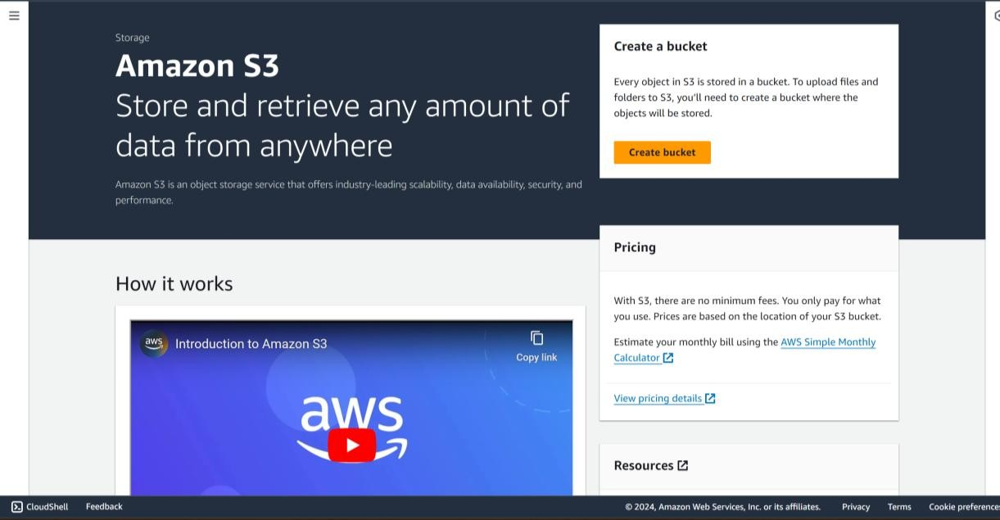 Storage
Amazon S3
Store and retrieve any amount of
data from anywhere
Amazon S3 is an object storage service that offers industry-leading scalability, data availability, security, and
performance.
Create a bucket
Every object in S3 is stored in a bucket. To upload files and
folders to S3, you'll need to create a bucket where the
objects will be stored.
Create bucket
Pricing
With S3, there are no minimum fees. You only pay for what
you use. Prices are based on the location of your S3 bucket.
Estimate your monthly bill using the AWS Simple Monthly
Calculator
View pricing details
How it works
aws
Introduction to Amazon S3
Copy link
aws
Resources
CloudShell
Feedback
© 2024, Amazon Web Services, Inc. or its affiliates.
Privacy
Terms
Cookie preference